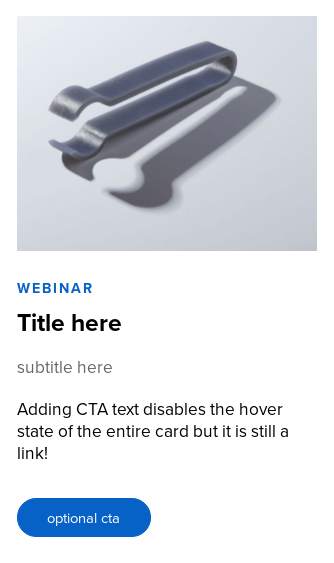 WEBINAR
Title here
subtitle here
Adding CTA text disables the hover
state of the entire card but it is still a
link!
optional cta